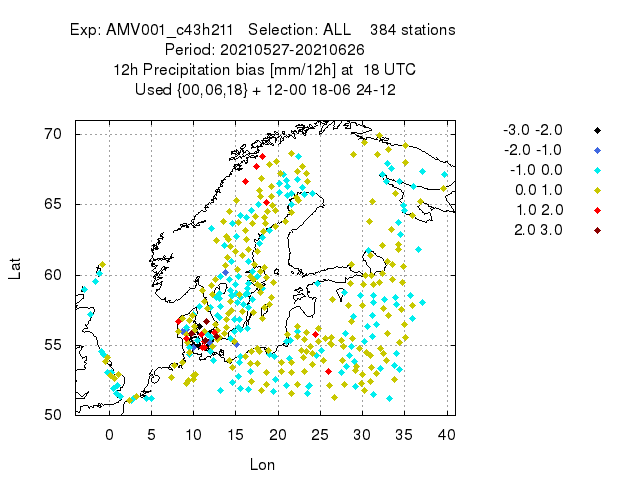 Exp: AMV001_c43h211   Selection: ALL    384 stations
Period: 20210527-20210626
12h Precipitation bias [mm/12h] at  18 UTC
Used {00,06,18} + 12-00 18-06 24-12
-3.0 -2.0
-2.0 -1.0
-1.0 0.0
0.0 1.0
1.0 2.0
2.0 3.0
70
65
60
55
50
Lat
0 5 10 15 20 25 30 35 40
Lon